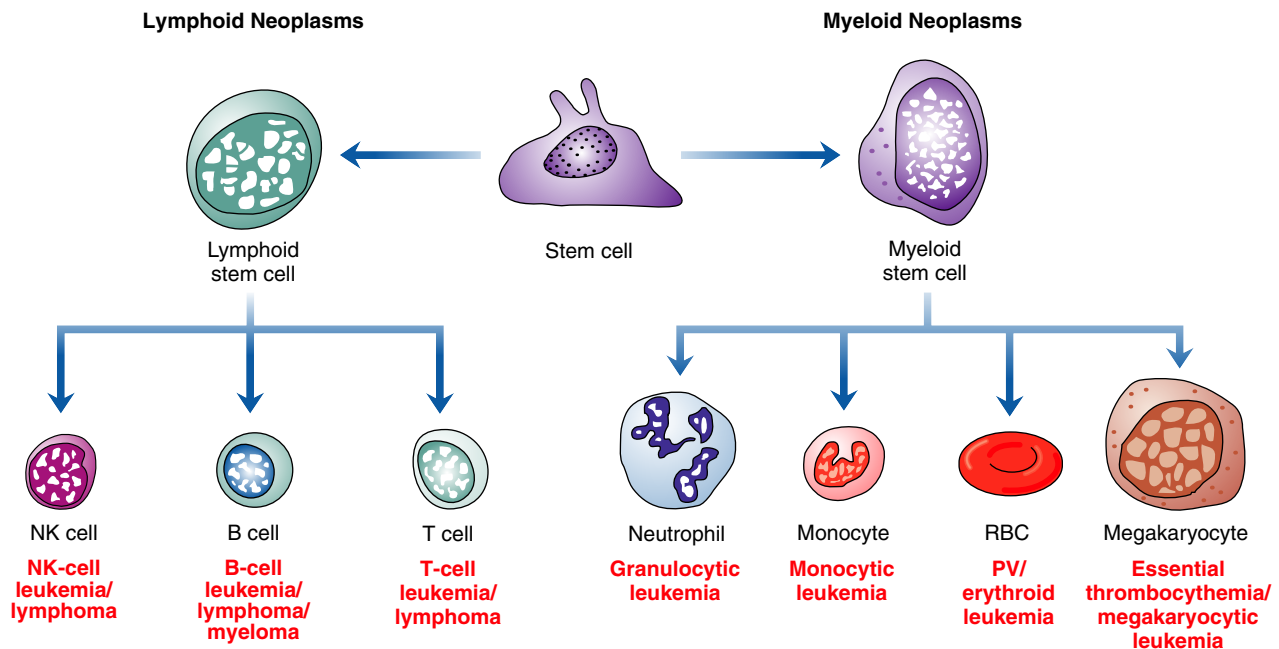 Lymphoid Neoplasms
Myeloid Neoplasms
Lymphoid
stem cell
Stem cell
Myeloid
stem cell
NK cell
B cell
T cell
Neutrophil
Monocyte
RBC
Megakaryocyte
NK-cell
leukemia/
lymphoma
B-cell
leukemia/
lymphoma/
myeloma
T-cell
leukemia/
lymphoma
Granulocytic
leukemia
Monocytic
leukemia
PV/
erythroid
leukemia
Essential
thrombocythemia/
megakaryocytic
leukemia